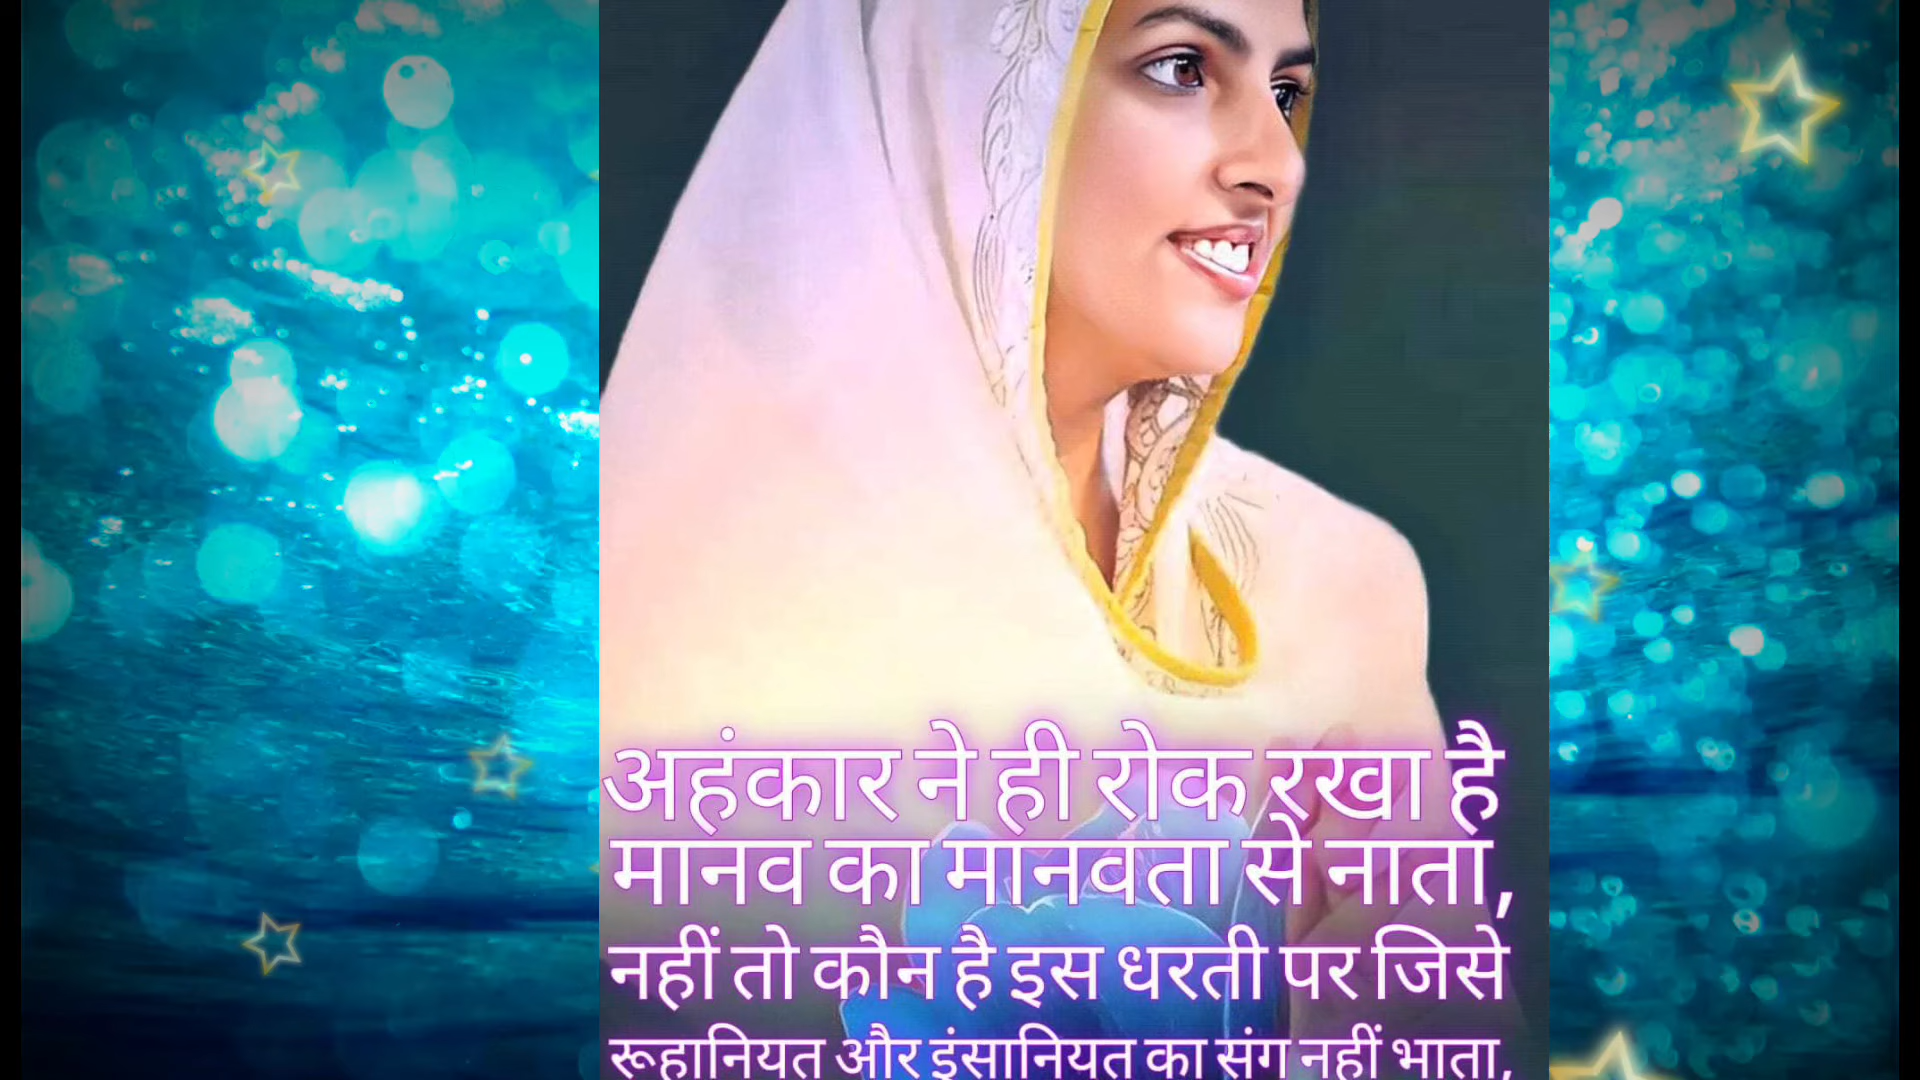 अहंकार ने ही रोक रखा है
मानव का मानवता से नाता,
नहीं तो कौन है इस धरती पर जिसे
रूहानियत और इंसानियत का संग नहीं भाता,